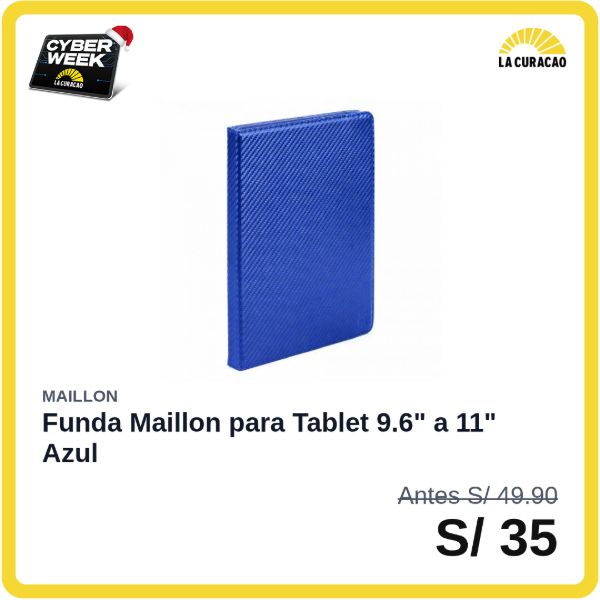 CYBER
WEEK
LA CURACAO
LA CURACAO
MAILLON
Funda Maillon para Tablet 9.6" a 11"
Azul
Antes S/ 49.90
S/ 35